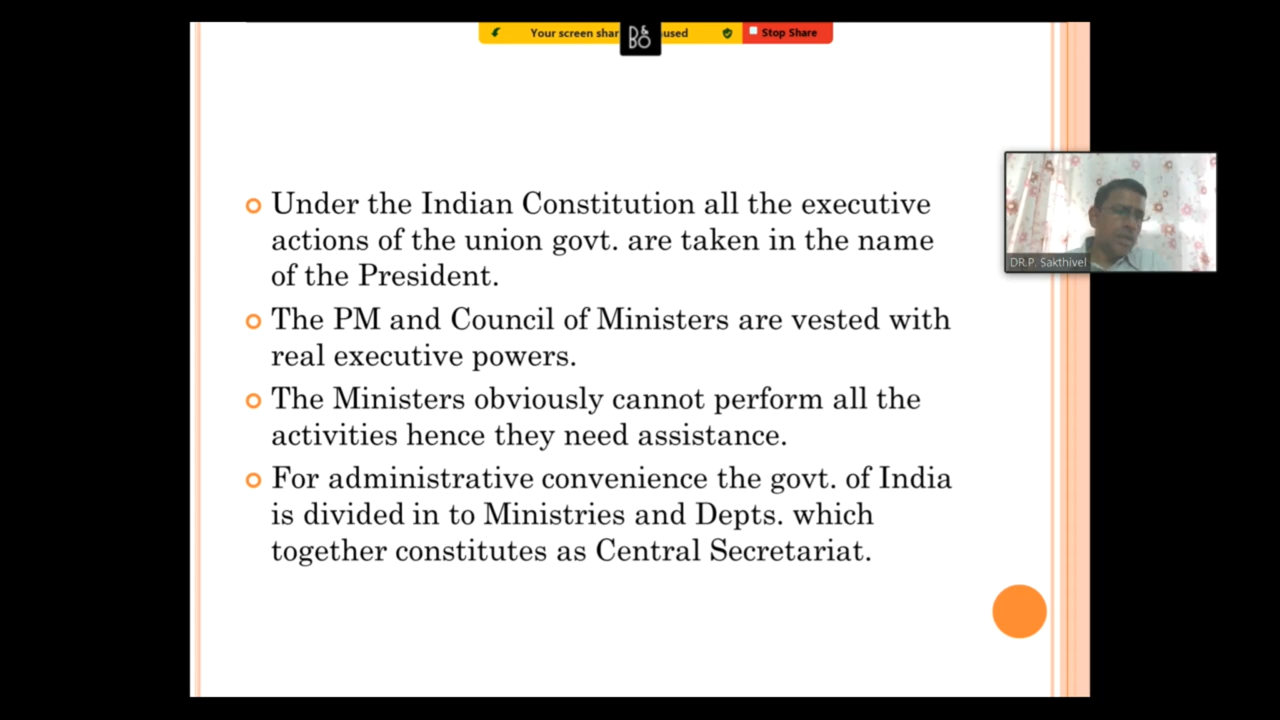 Your screen shar
B&
BO
used
Stop Share
Under the Indian Constitution all the executive
actions of the union govt. are taken in the name
of the President.
The PM and Council of Ministers are vested with
real executive powers.
The Ministers obviously cannot perform all the
activities hence they need assistance.
For administrative convenience the govt. of India
is divided in to Ministries and Depts. which
together constitutes as Central Secretariat.
DR.P. Sakthivel